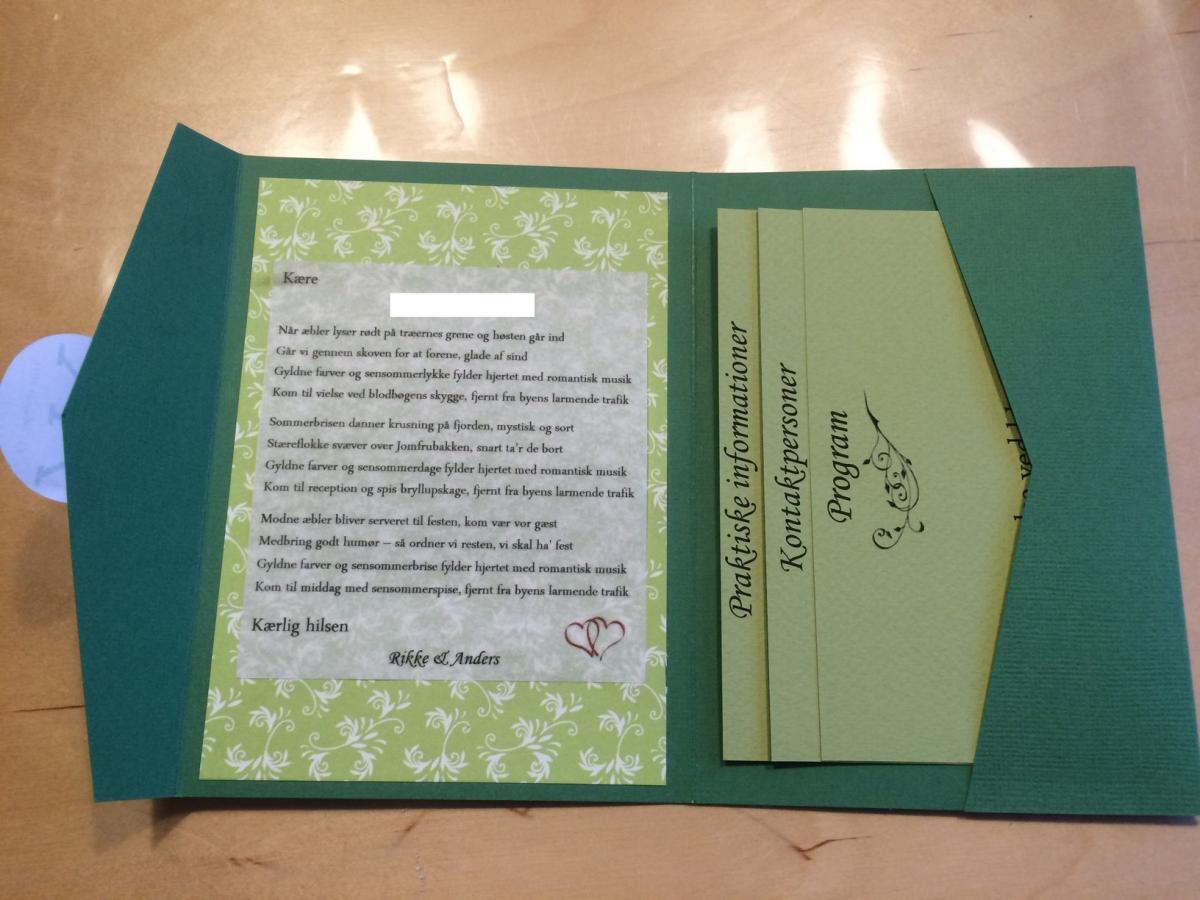 Kære
Når æbler lyser rødt på træernes grene og høsten går ind
Går vi gennem skoven for at forene, glade af sind
Gyldne farver og sensommerlykke fylder hjertet med romantisk musik
Kom til vielse ved blodbøgens skygge, fjernt fra byens larmende trafik
Sommerbrisen danner krusning på fjorden, mystisk og sort
Stæreflokke svæver over Jomfrubakken, snart ta'r de bort
Gyldne farver og sensommerdage fylder hjertet med romantisk musik
Kom til reception og spis bryllupskage, fjernt fra byens larmende trafik
Modne æbler bliver serveret til festen, kom vær vor gæst
Medbring godt humør – så ordner vi resten, vi skal ha' fest
Gyldne farver og sensommerbrise fylder hjertet med romantisk musik
Kom til middag med sensommerspise, fjernt fra byens larmende trafik
Kærlig hilsen
Rikke & Anders
Praktiske informationer
Kontaktpersoner
Program
ved